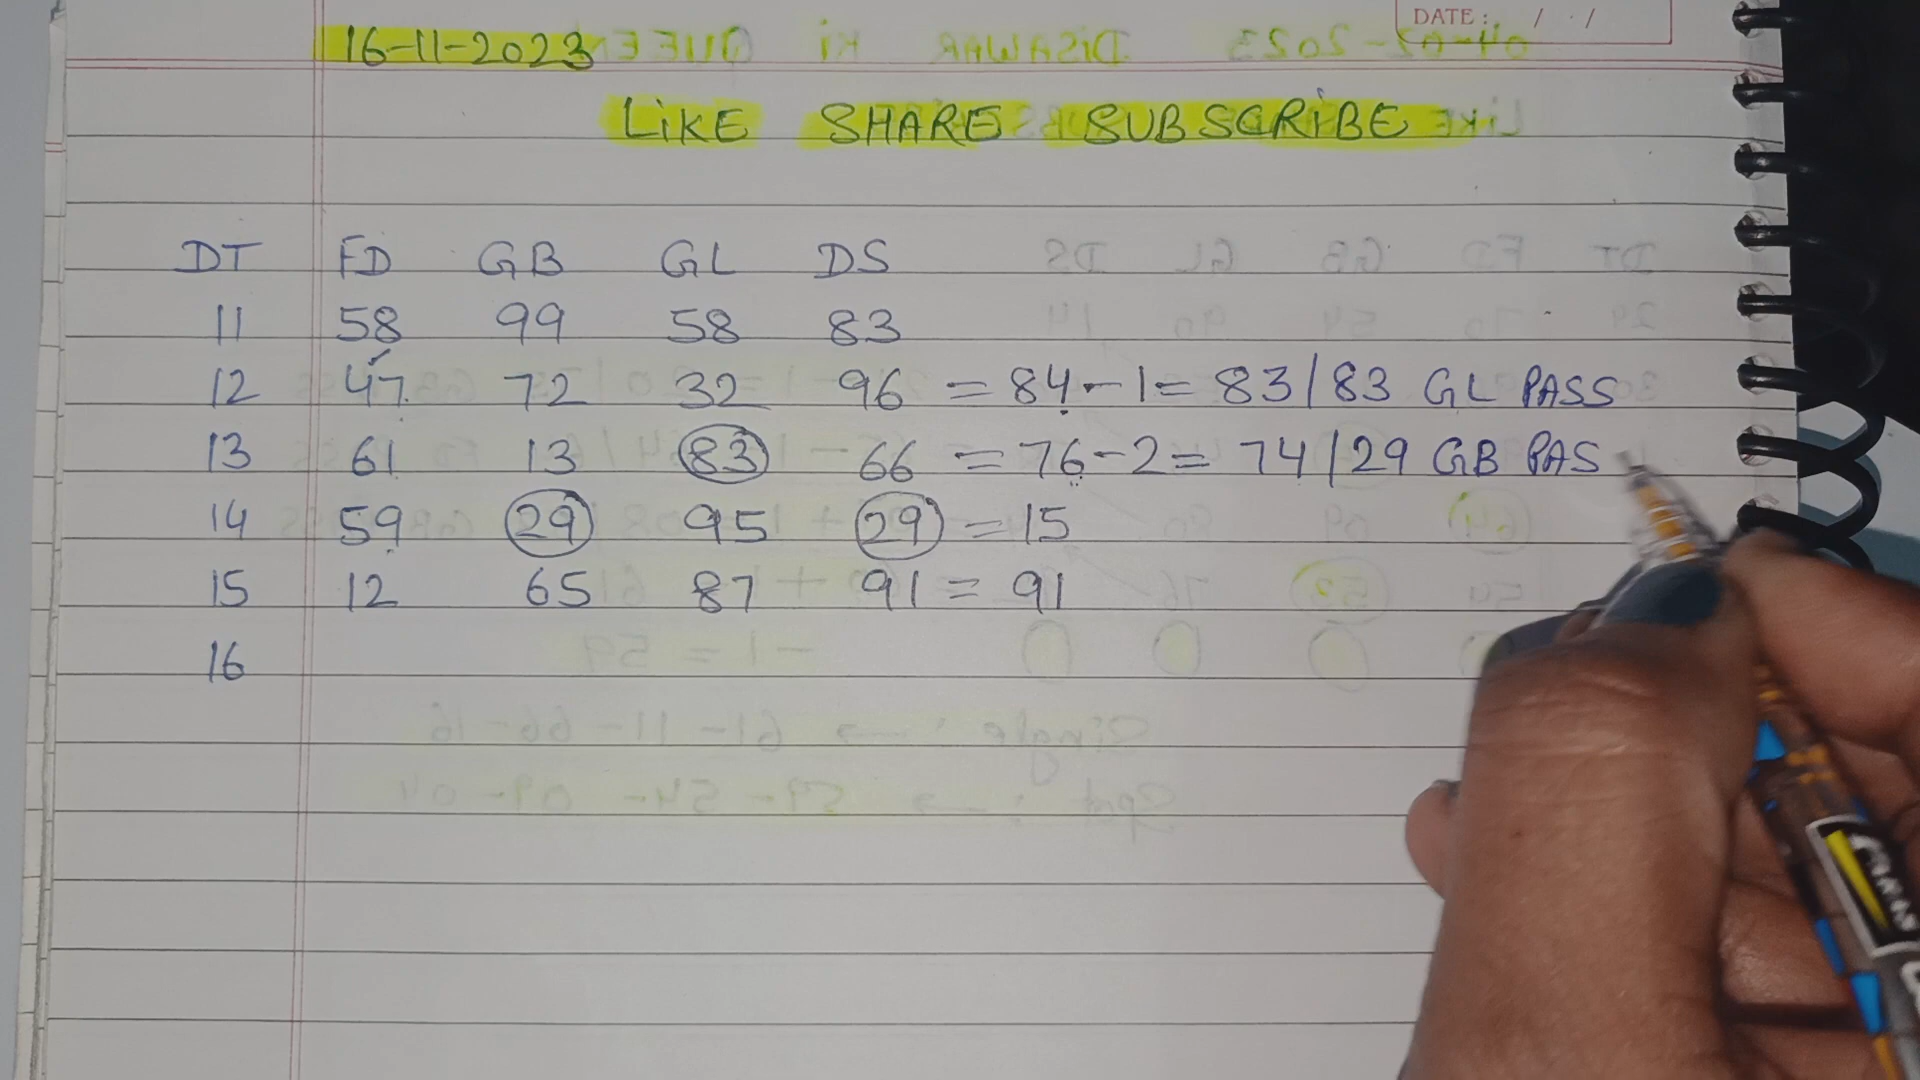 DATE: / /
16-11-2023
LiKE SHARE SUBSCRiBE
DT FD GB GL DS
11 58 99 58 83
12 47 72 32 96 = 84-1= 83/83 GL PASS
13 61 13 83 66 = 76-2= 74/29 GB PAS
14 59 29 95 29 = 15
15 12 65 87 91 = 91
16